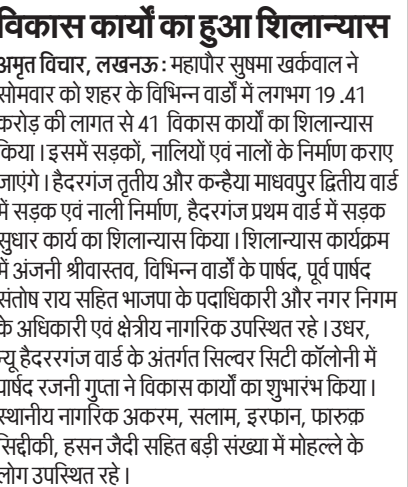 विकास कार्यों का हुआ शिलान्यास
अमृत विचार, लखनऊ : महापौर सुषमा खर्कवाल ने
सोमवार को शहर के विभिन्न वार्डों में लगभग 19 .41
करोड़ की लागत से 41 विकास कार्यों का शिलान्यास
किया । इसमें सड़कों, नालियों एवं नालों के निर्माण कराए
जाएंगे । हैदरगंज तृतीय और कन्हैया माधवपुर द्वितीय वार्ड
में सड़क एवं नाली निर्माण, हैदरगंज प्रथम वार्ड में सड़क
सुधार कार्य का शिलान्यास किया । शिलान्यास कार्यक्रम
में अंजनी श्रीवास्तव, विभिन्न वार्डों के पार्षद, पूर्व पार्षद
संतोष राय सहित भाजपा के पदाधिकारी और नगर निगम
के अधिकारी एवं क्षेत्रीय नागरिक उपस्थित रहे । उधर,
न्यू हैदररगंज वार्ड के अंतर्गत सिल्वर सिटी कॉलोनी में
पार्षद रजनी गुप्ता ने विकास कार्यों का शुभारंभ किया ।
स्थानीय नागरिक अकरम, सलाम, इरफान, फारुक़
सिद्दीकी, हसन जैदी सहित बड़ी संख्या में मोहल्ले के
लोग उपस्थित रहे ।